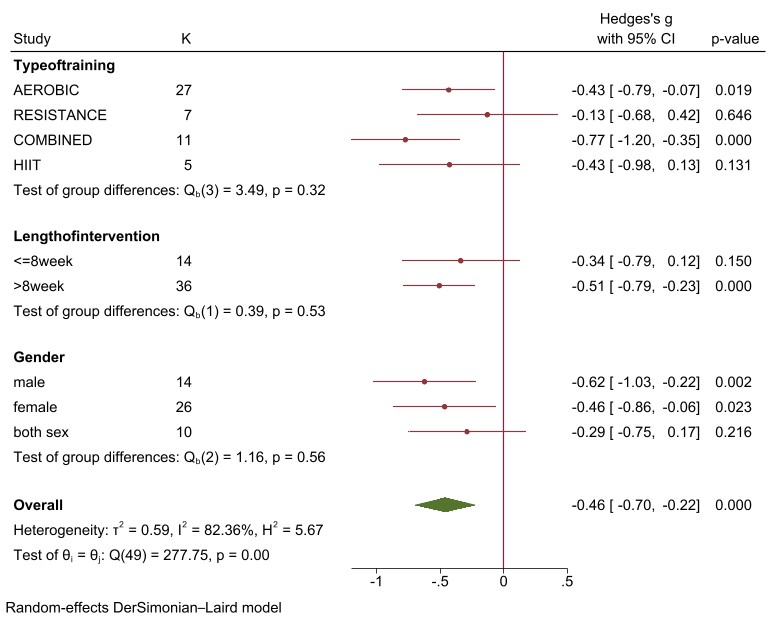 Hedges's g
Study K with 95% CI p-value
Typeoftraining
AEROBIC 27 -0.43 [ -0.79, -0.07] 0.019
RESISTANCE 7 -0.13 [ -0.68, 0.42] 0.646
COMBINED 11 -0.77 [ -1.20, -0.35] 0.000
HIIT 5 -0.43 [ -0.98, 0.13] 0.131
Test of group differences: Q_b(3) = 3.49, p = 0.32
Lengthofintervention
<=8week 14 -0.34 [ -0.79, 0.12] 0.150
>8week 36 -0.51 [ -0.79, -0.23] 0.000
Test of group differences: Q_b(1) = 0.39, p = 0.53
Gender
male 14 -0.62 [ -1.03, -0.22] 0.002
female 26 -0.46 [ -0.86, -0.06] 0.023
both sex 10 -0.29 [ -0.75, 0.17] 0.216
Test of group differences: Q_b(2) = 1.16, p = 0.56
Overall -0.46 [ -0.70, -0.22] 0.000
Heterogeneity: τ² = 0.59, I² = 82.36%, H² = 5.67
Test of θᵢ = θⱼ: Q(49) = 277.75, p = 0.00
-1 -.5 0 .5
Random-effects DerSimonian–Laird model